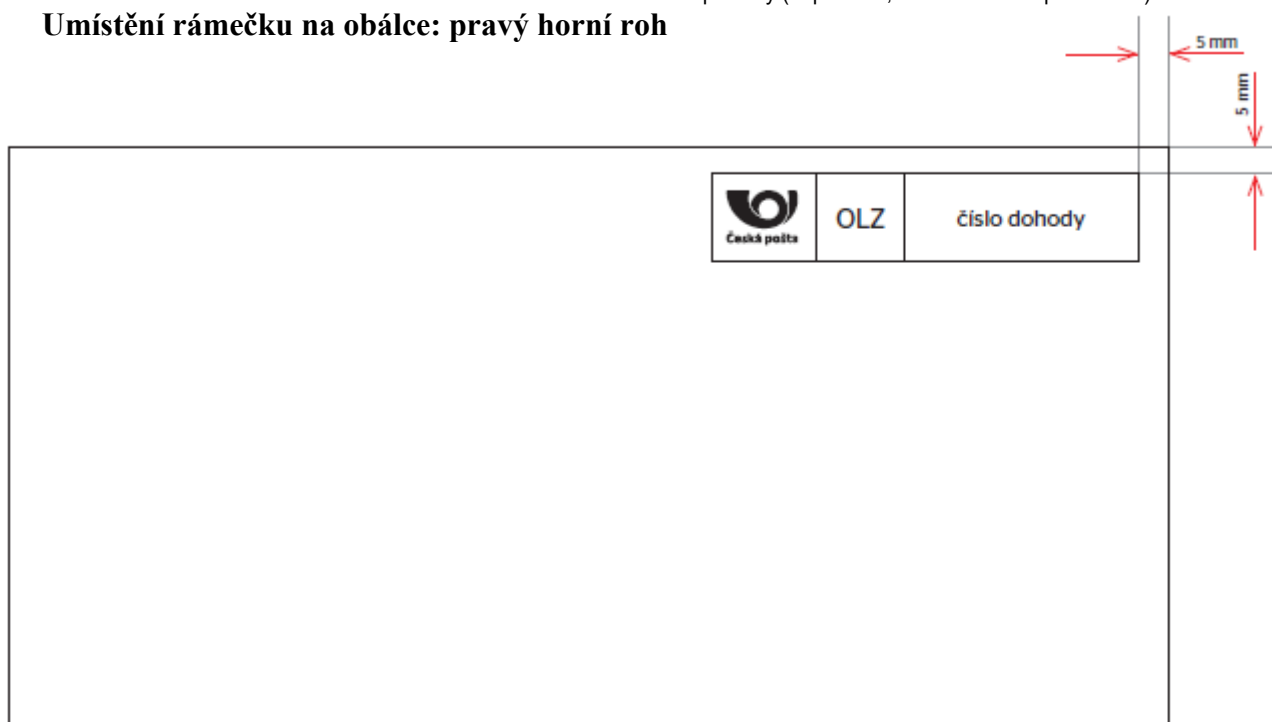 Umístění rámečku na obálce: pravý horní roh
5 mm
5 mm
Česká pošta
OLZ
číslo dohody